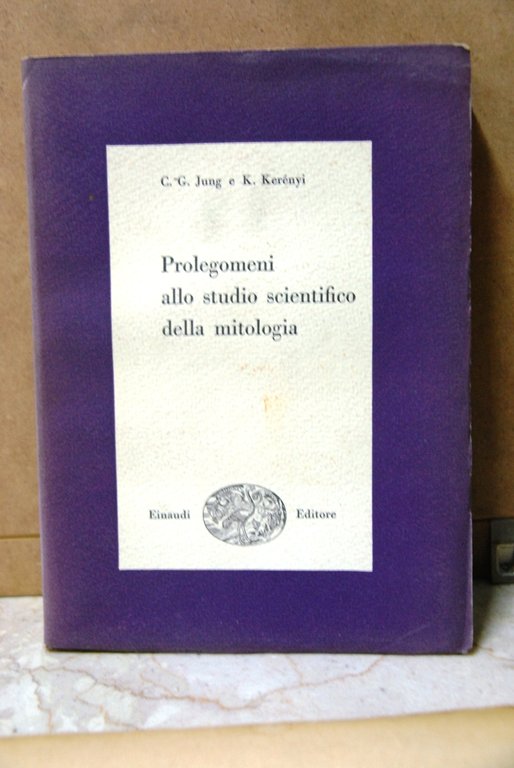 C. G. Jung e K. Kerényi
Prolegomeni
allo studio scientifico
della mitologia
Einaudi Editore